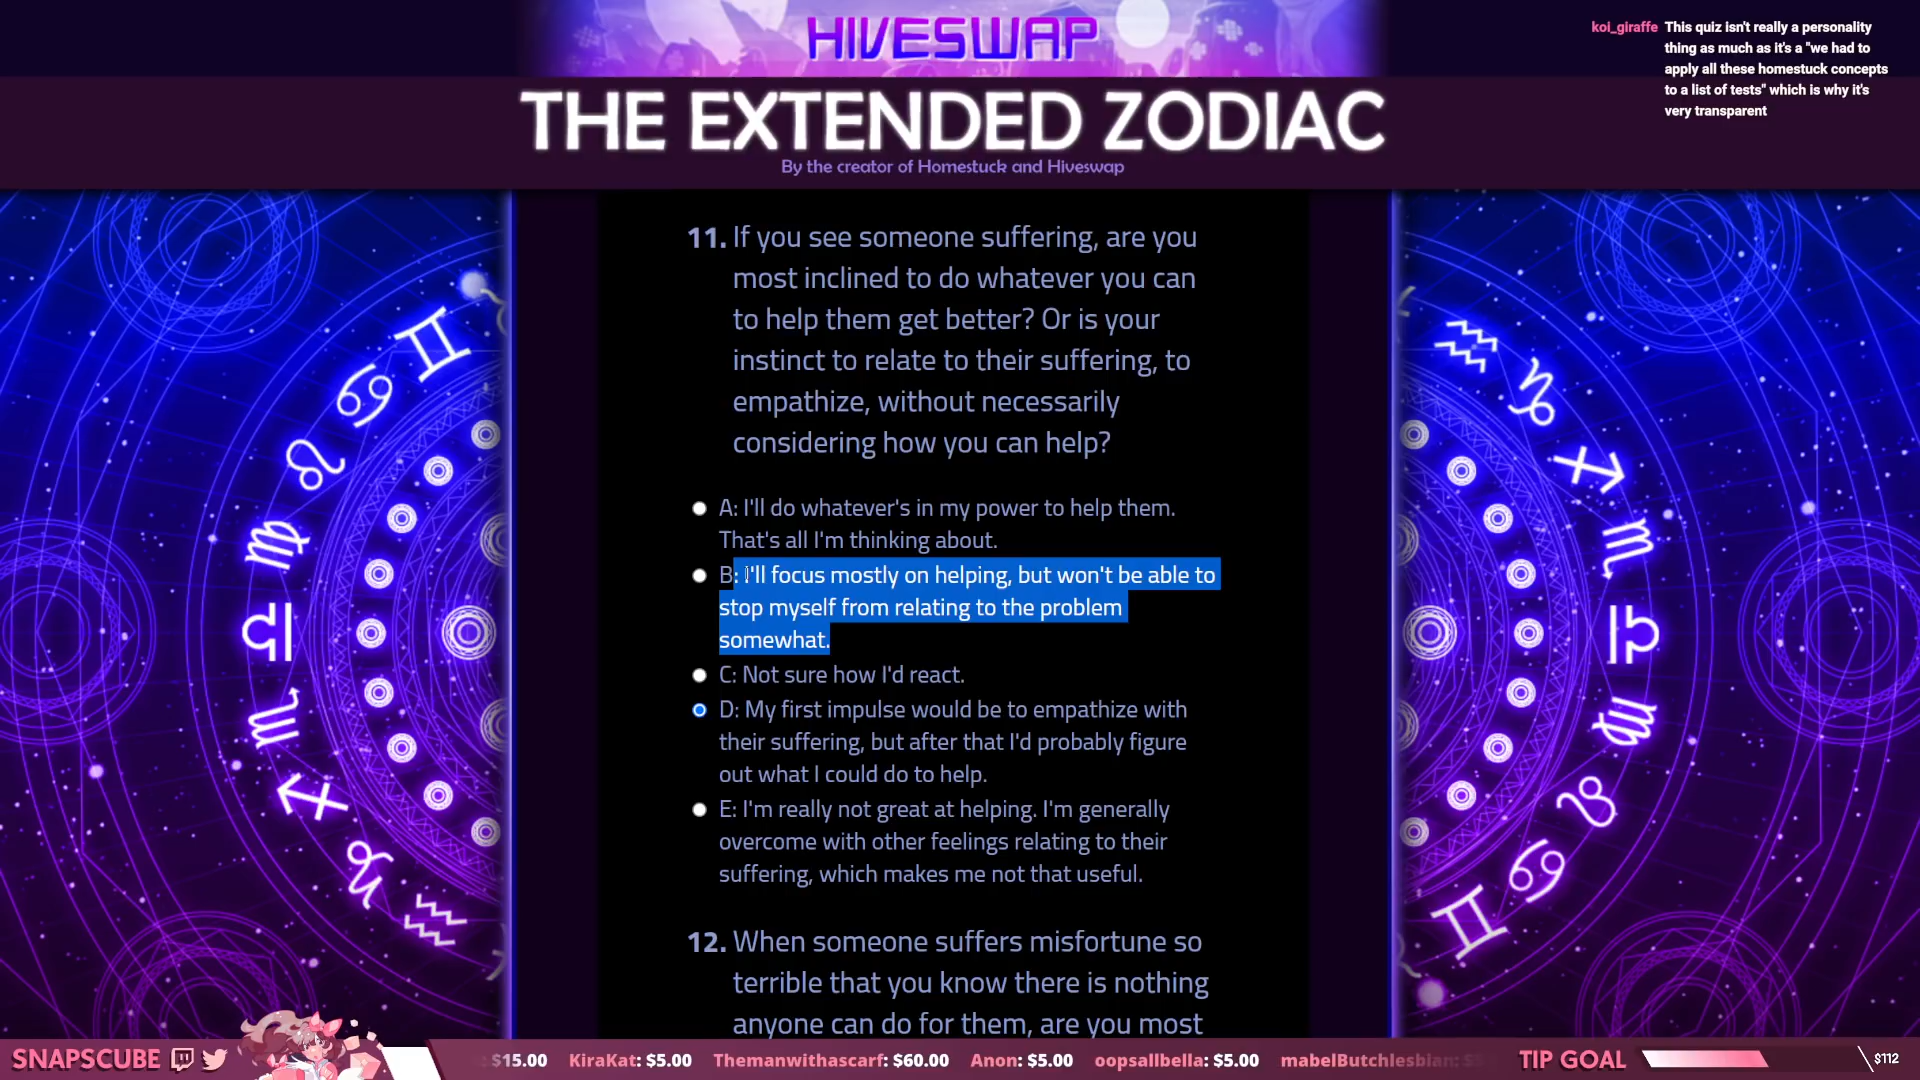 HIVESWAP
THE EXTENDED ZODIAC
By the creator of Homestuck and Hiveswap
koi_giraffe This quiz isn't really a personality
thing as much as it's a "we had to
apply all these homestuck concepts
to a list of tests" which is why it's
very transparent
11. If you see someone suffering, are you
most inclined to do whatever you can
to help them get better? Or is your
instinct to relate to their suffering, to
empathize, without necessarily
considering how you can help?
A: I'll do whatever's in my power to help them.
That's all I'm thinking about.
B: I'll focus mostly on helping, but won't be able to
stop myself from relating to the problem
somewhat.
C: Not sure how I'd react.
D: My first impulse would be to empathize with
their suffering, but after that I'd probably figure
out what I could do to help.
E: I'm really not great at helping. I'm generally
overcome with other feelings relating to their
suffering, which makes me not that useful.
12. When someone suffers misfortune so
terrible that you know there is nothing
anyone can do for them, are you most
SNAPSCUBE $15.00 KiraKat: $5.00 Themanwithascarf: $60.00 Anon: $5.00 oopsallbella: $5.00 mabelButchlesbian: TIP GOAL $112